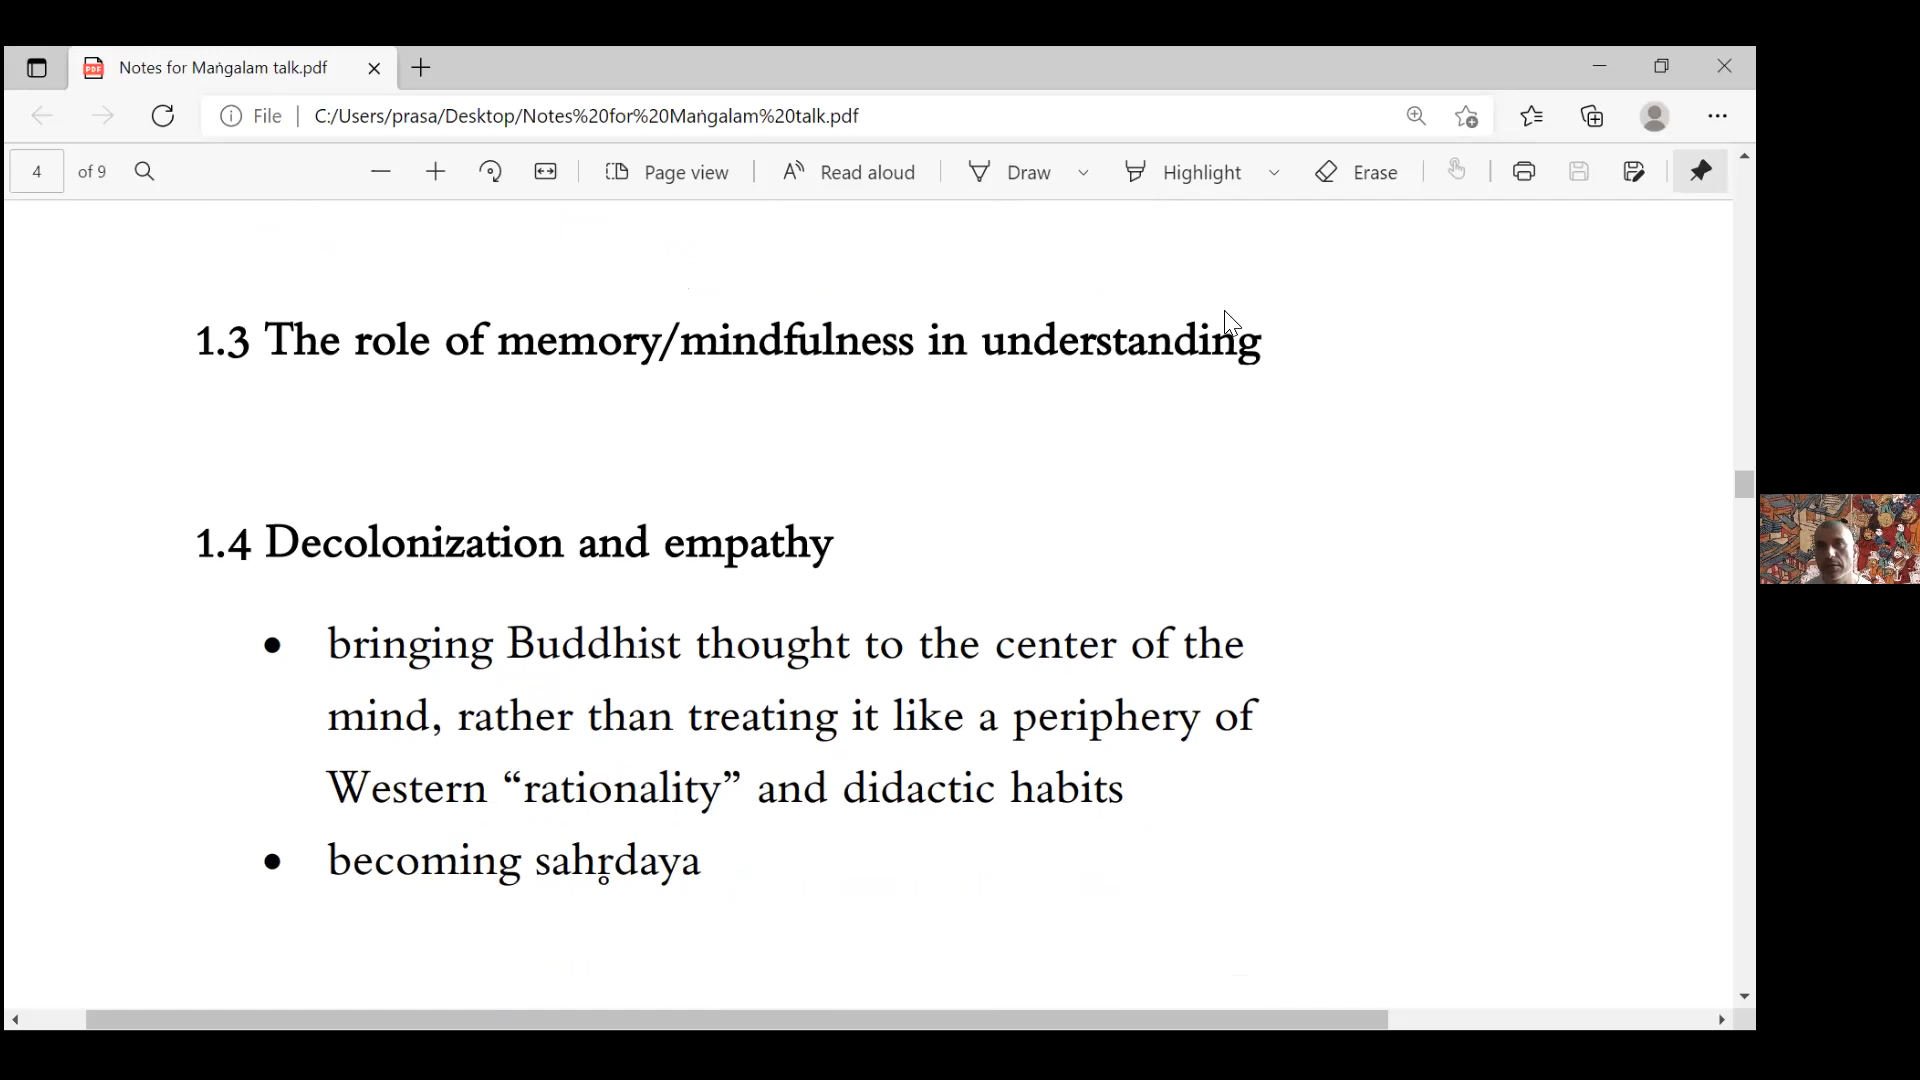 Notes for Maṅgalam talk.pdf
File
C:/Users/prasa/Desktop/Notes%20for%20Maṅgalam%20talk.pdf
4 of 9
Page view
Read aloud
Draw
Highlight
Erase
1.3 The role of memory/mindfulness in understanding
1.4 Decolonization and empathy
• bringing Buddhist thought to the center of the
mind, rather than treating it like a periphery of
Western “rationality” and didactic habits
• becoming sahr̥daya